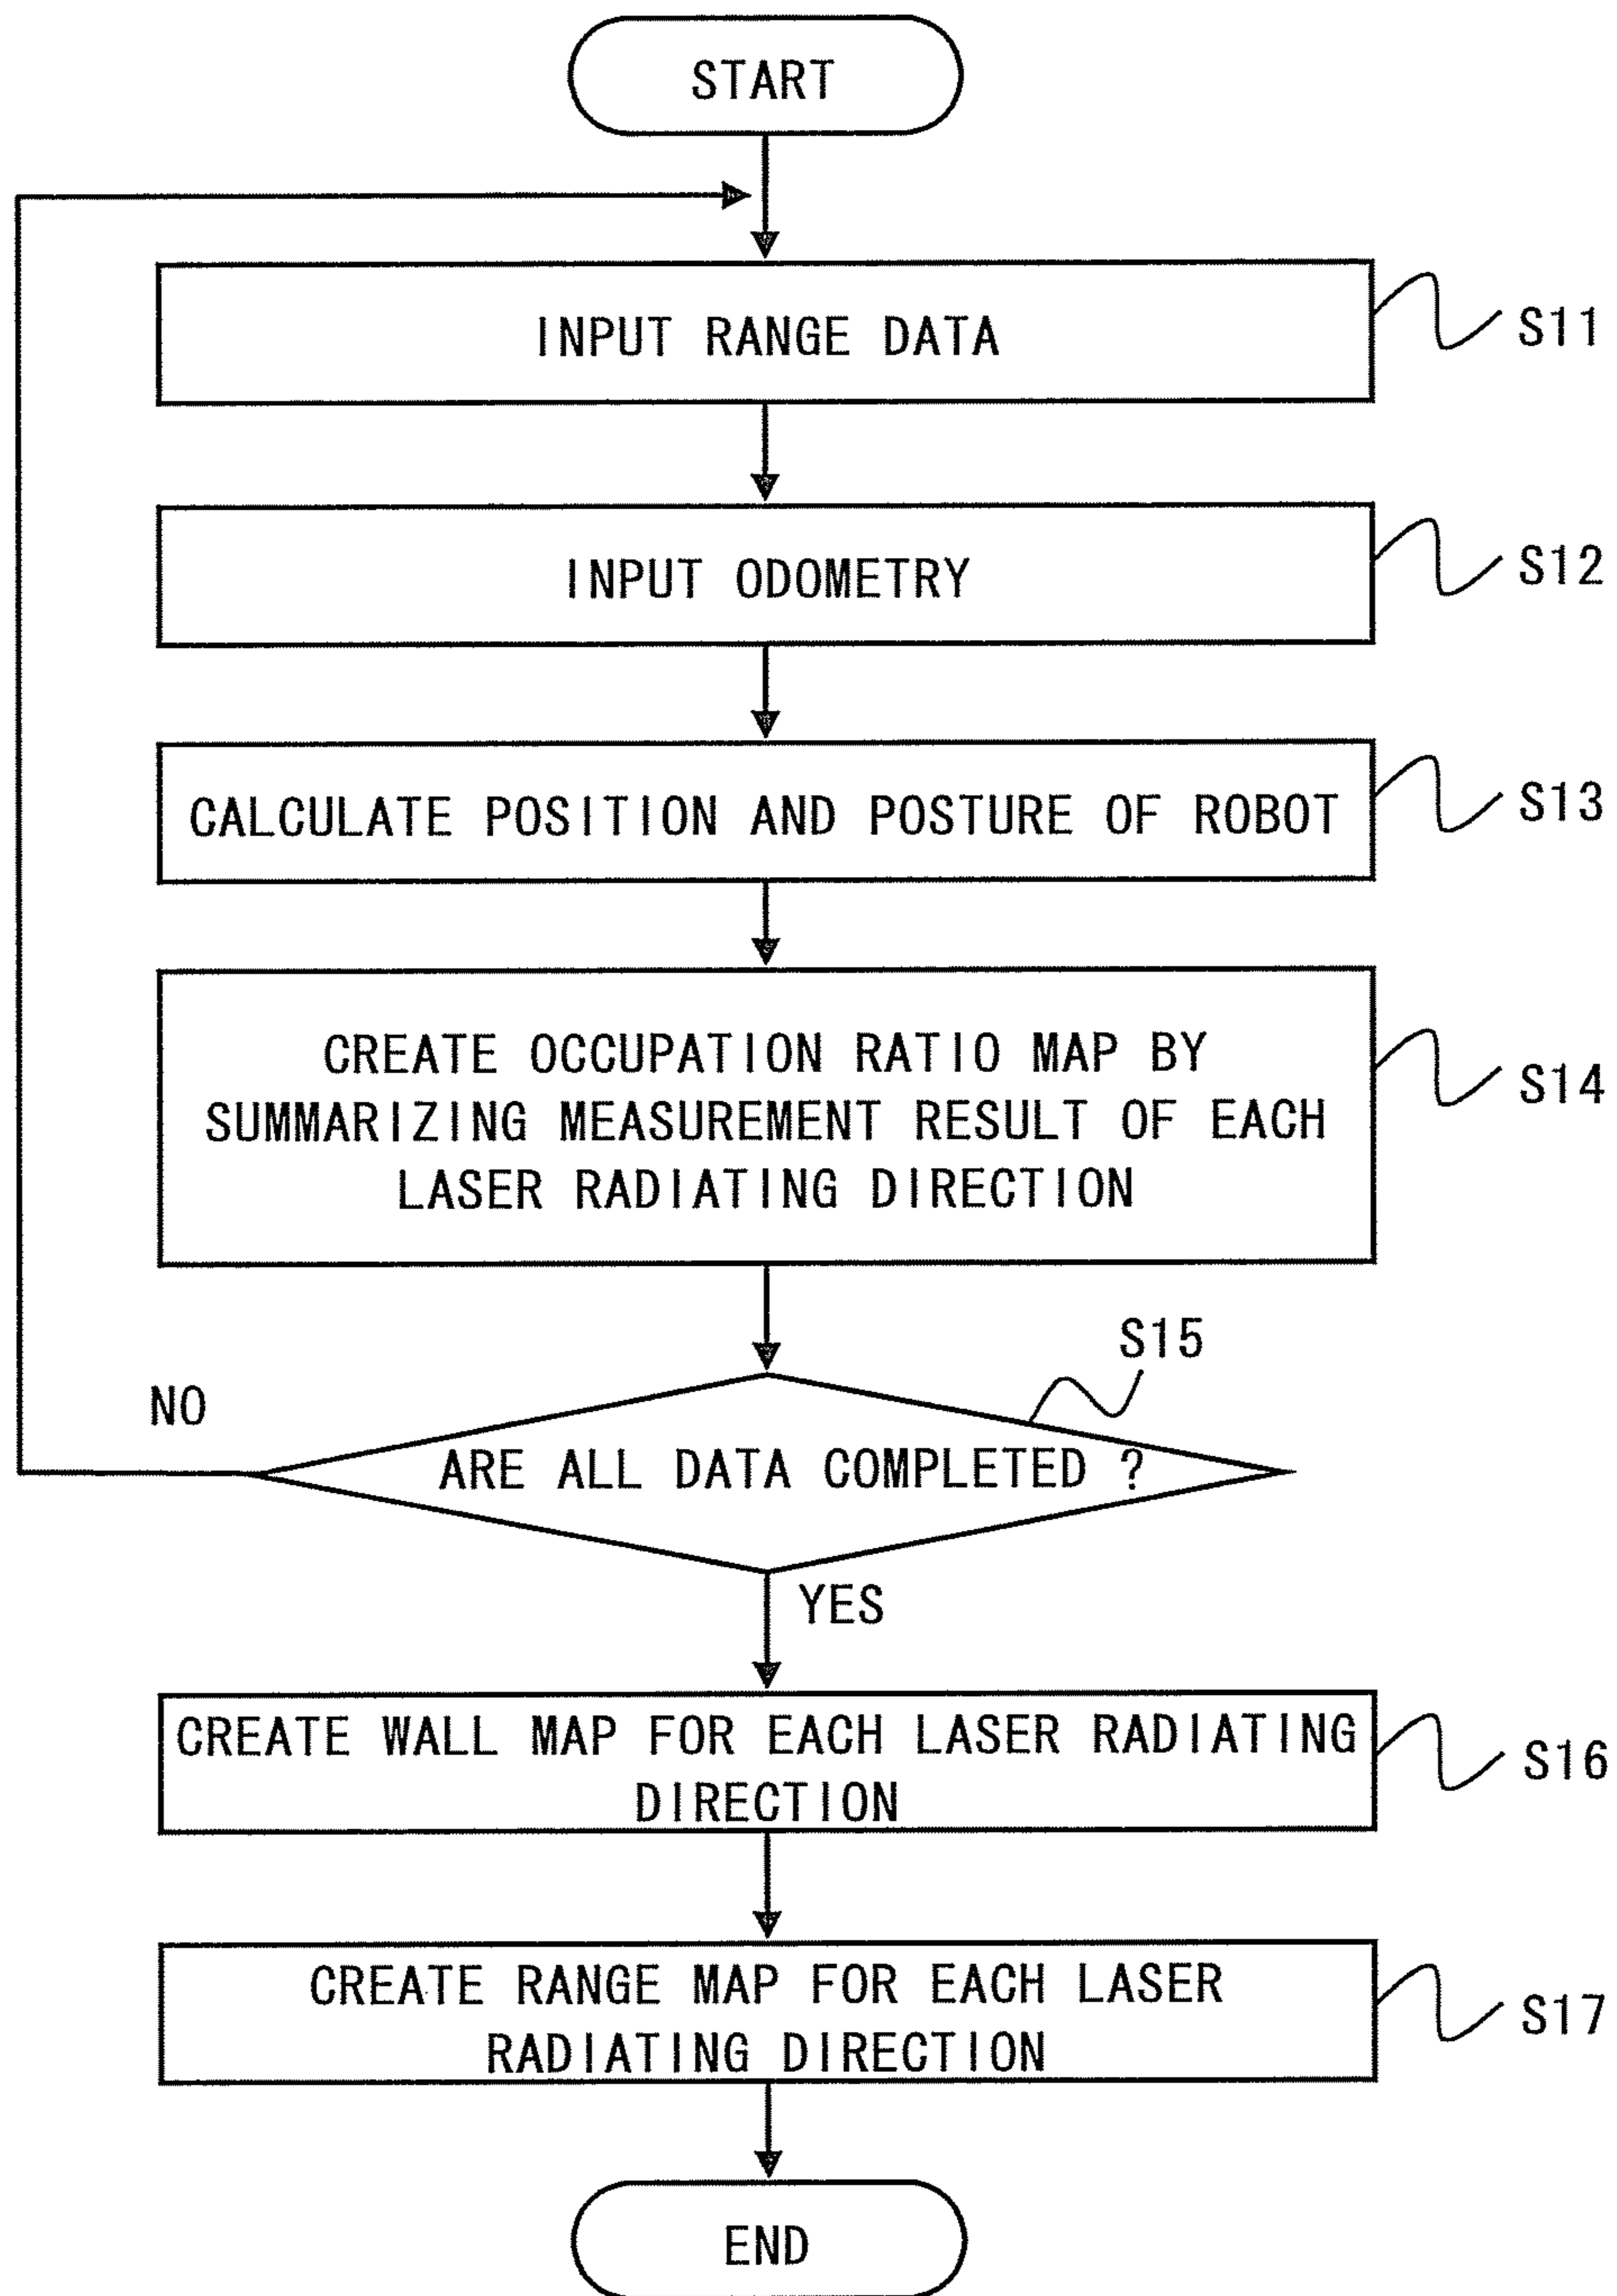 START
INPUT RANGE DATA
S11
INPUT ODOMETRY
S12
CALCULATE POSITION AND POSTURE OF ROBOT
S13
CREATE OCCUPATION RATIO MAP BY
SUMMARIZING MEASUREMENT RESULT OF EACH
LASER RADIATING DIRECTION
S14
S15
NO
ARE ALL DATA COMPLETED ?
YES
CREATE WALL MAP FOR EACH LASER RADIATING
DIRECTION
S16
CREATE RANGE MAP FOR EACH LASER
RADIATING DIRECTION
S17
END